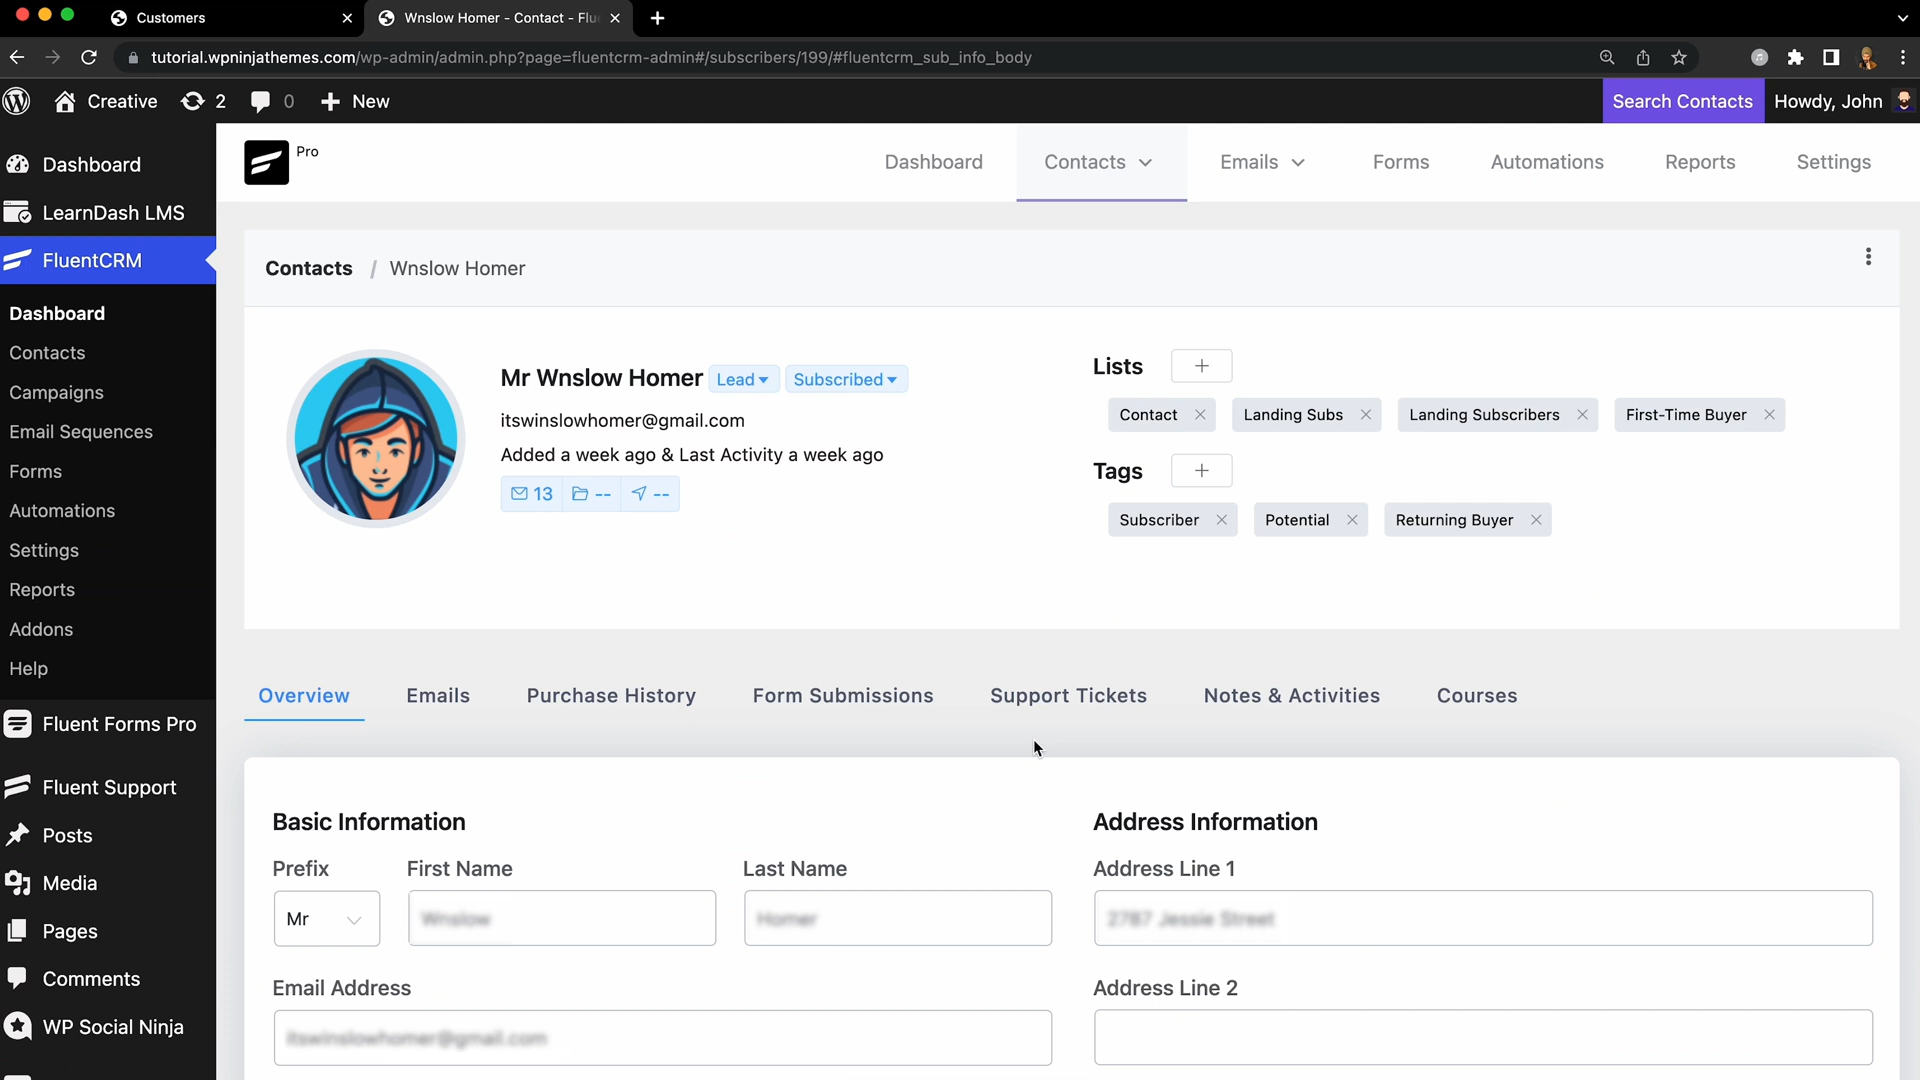 Customers
Wnslow Homer - Contact - Flu
tutorial.wpninjathemes.com/wp-admin/admin.php?page=fluentcrm-admin#/subscribers/199/#fluentcrm_sub_info_body
Creative 2 0 New Search Contacts Howdy, John
Pro
Dashboard Contacts Emails Forms Automations Reports Settings
Dashboard
LearnDash LMS
FluentCRM
Dashboard
Contacts
Campaigns
Email Sequences
Forms
Automations
Settings
Reports
Addons
Help
Fluent Forms Pro
Fluent Support
Posts
Media
Pages
Comments
WP Social Ninja
Contacts / Wnslow Homer
Mr Wnslow Homer Lead Subscribed
itswinslowhomer@gmail.com
Added a week ago & Last Activity a week ago
13 -- --
Lists
Contact Landing Subs Landing Subscribers First-Time Buyer
Tags
Subscriber Potential Returning Buyer
Overview Emails Purchase History Form Submissions Support Tickets Notes & Activities Courses
Basic Information
Prefix First Name Last Name
Mr Wnslow Homer
Email Address
itswinslowhomer@gmail.com
Address Information
Address Line 1
2787 Jessie Street
Address Line 2